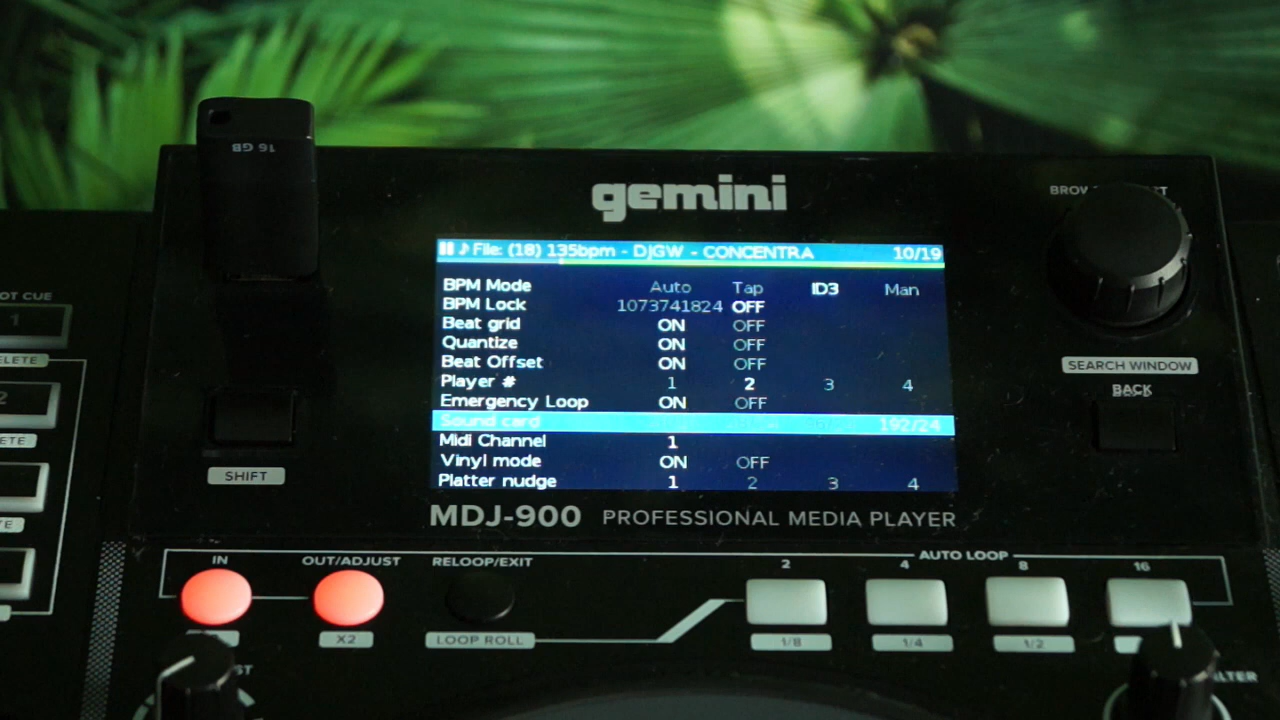 16 GB
gemini
File: (18) 135bpm - DJGW - CONCENTRA 10/19
BPM Mode Auto Tap ID3 Man
BPM Lock 1073741824 OFF
Beat grid ON OFF
Quantize ON OFF
Beat Offset ON OFF
Player # 1 2 3 4
Emergency Loop ON OFF
Sound card 192/24
Midi Channel 1
Vinyl mode ON OFF
Platter nudge 1 2 3 4
MDJ-900 PROFESSIONAL MEDIA PLAYER
SEARCH WINDOW
BACK
CUE
1
2
SHIFT
IN OUT/ADJUST RELOOP/EXIT
X2 LOOP ROLL
AUTO LOOP
2 4 8 16
1/8 1/4 1/2